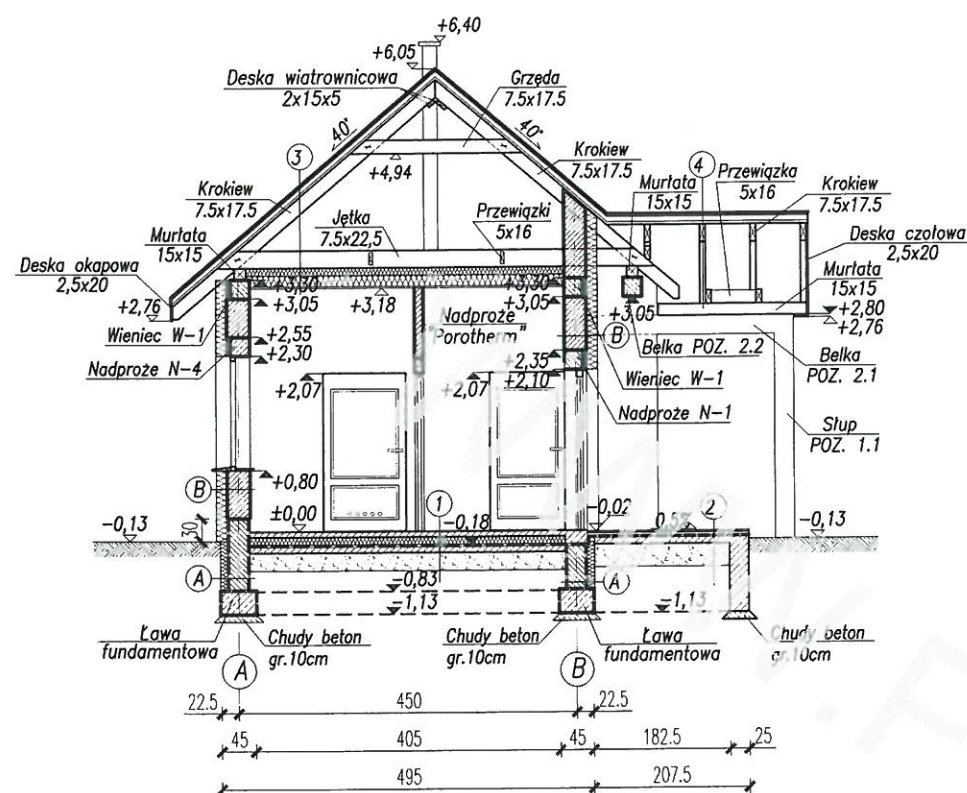 +6,40
+6,05
Deska wiatrownicowa
2x15x5
Grzęda
7.5x17.5
40°
40°
3
+4,94
Krokiew
7.5x17.5
4
Przewiązka
5x16
Murłata
15x15
Krokiew
7.5x17.5
Krokiew
7.5x17.5
Jętka
7.5x22,5
Przewiązki
5x16
Murłata
15x15
Deska czołowa
2,5x20
Deska okapowa
2,5x20
Murłata
15x15
+2,76
+3,30
+3,05
+3,18
+3,30
+3,05
+3,05
+2,80
+2,76
Nadproże
"Porotherm"
B
Wieniec W-1
+2,55
+2,30
Belka POZ. 2.2
Belka
POZ. 2.1
Nadproże N-4
+2,07
+2,07
+2,35
+2,10
Wieniec W-1
Nadproże N-1
Słup
POZ. 1.1
B
+0,80
±0,00
1
-0,18
-0,02
2
-0,13
30
-0,13
A
-0,83
A
-1,13
-1,13
Ława
fundamentowa
Chudy beton
gr.10cm
Chudy beton
gr.10cm
Ława
fundamentowa
Chudy beton
gr.10cm
A
B
22.5
450
22.5
45
405
45
182.5
25
495
207.5